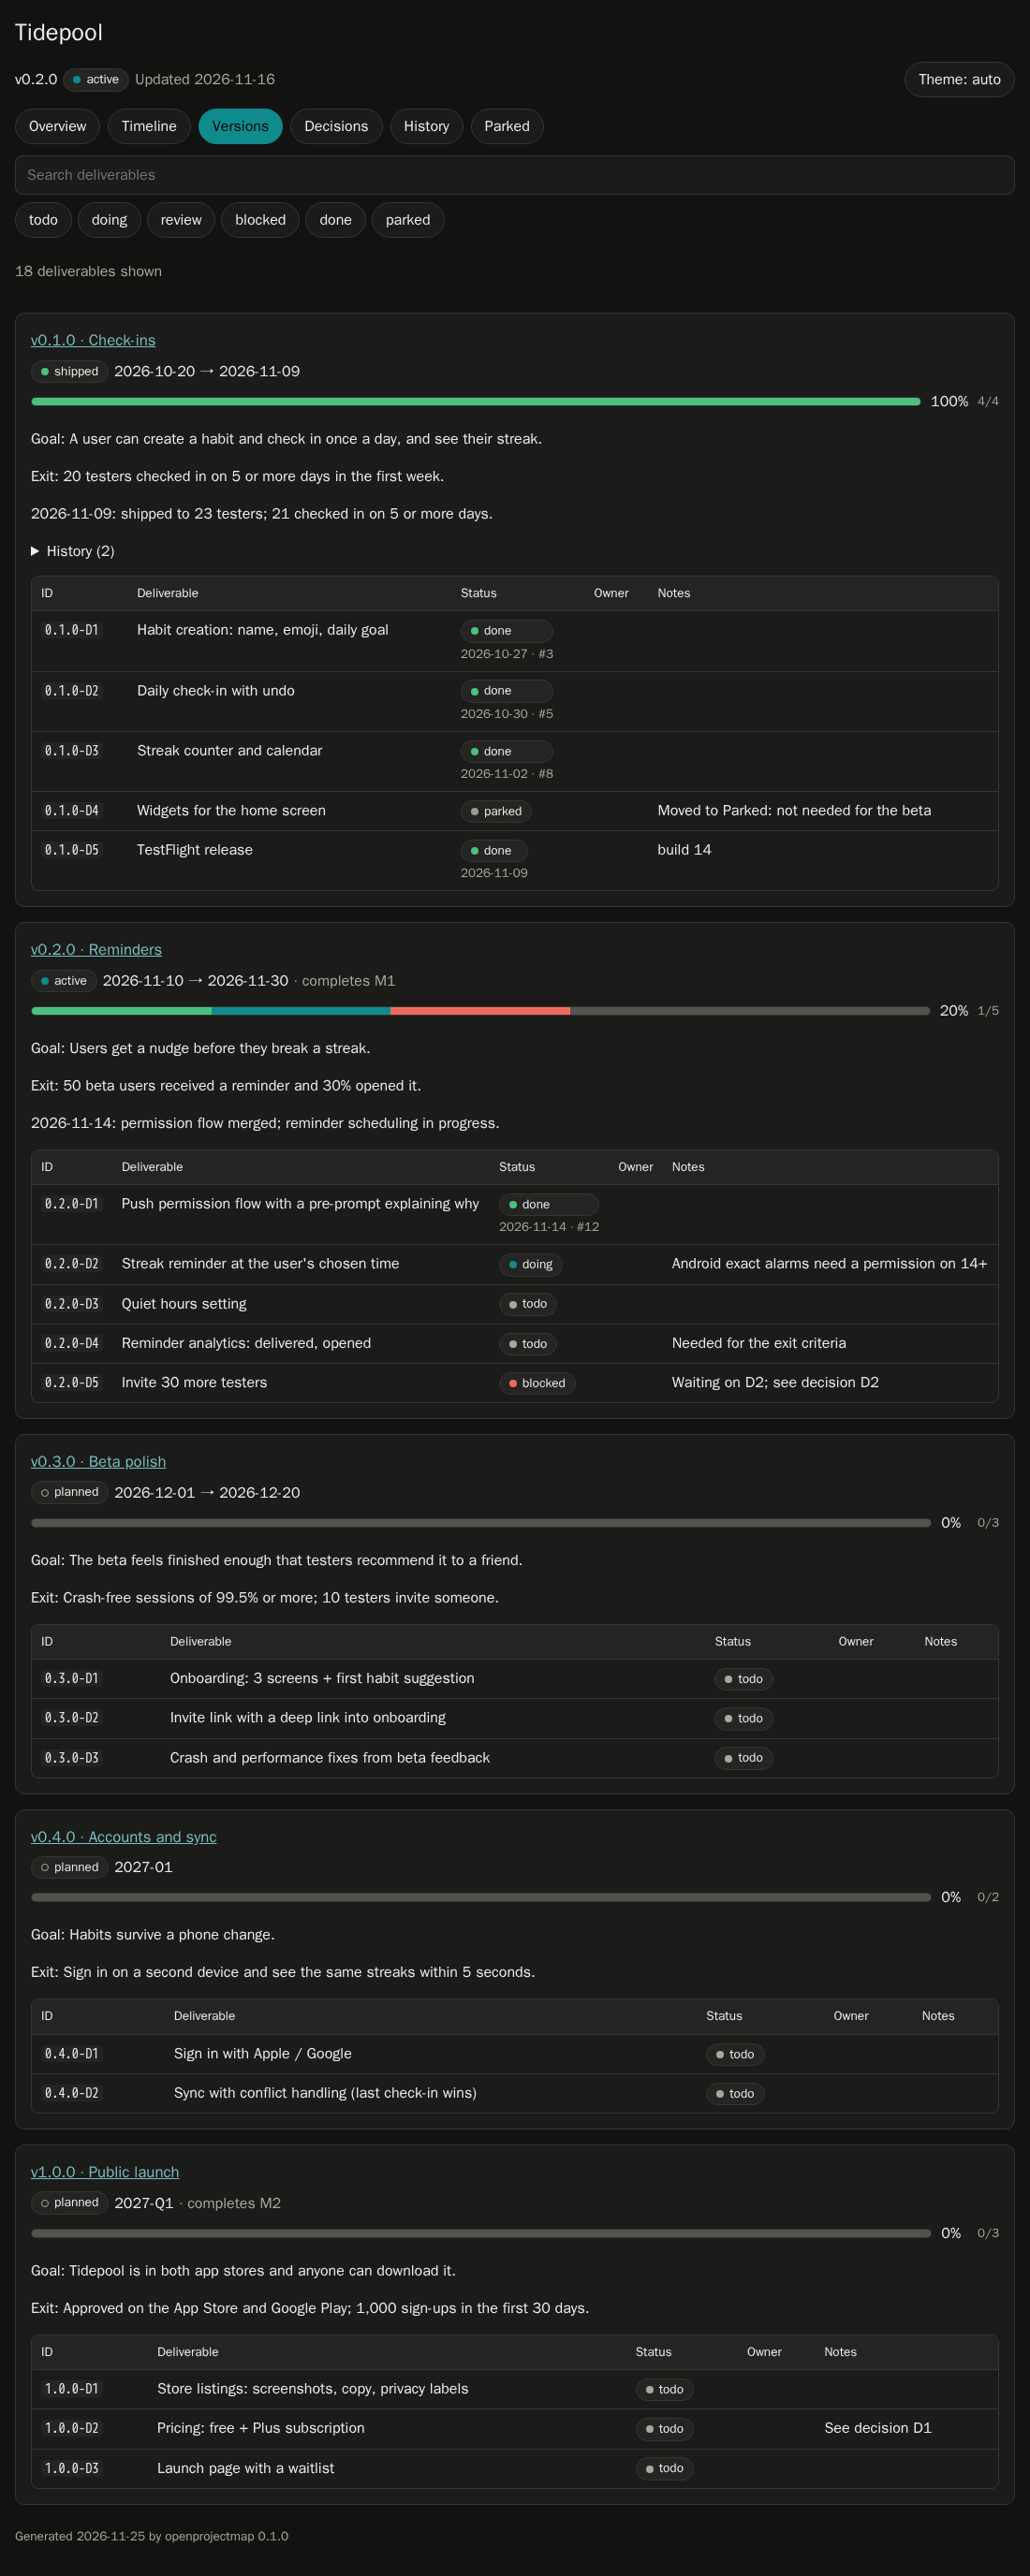 Tidepool
v0.2.0 active Updated 2026-11-16 Theme: auto
Overview Timeline Versions Decisions History Parked
Search deliverables
todo doing review blocked done parked
18 deliverables shown
v0.1.0 · Check-ins
shipped 2026-10-20 → 2026-11-09
100% 4/4
Goal: A user can create a habit and check in once a day, and see their streak.
Exit: 20 testers checked in on 5 or more days in the first week.
2026-11-09: shipped to 23 testers; 21 checked in on 5 or more days.
History (2)
ID Deliverable Status Owner Notes
0.1.0-D1 Habit creation: name, emoji, daily goal done
2026-10-27 · #3
0.1.0-D2 Daily check-in with undo done
2026-10-30 · #5
0.1.0-D3 Streak counter and calendar done
2026-11-02 · #8
0.1.0-D4 Widgets for the home screen parked Moved to Parked: not needed for the beta
0.1.0-D5 TestFlight release done build 14
2026-11-09
v0.2.0 · Reminders
active 2026-11-10 → 2026-11-30 · completes M1
20% 1/5
Goal: Users get a nudge before they break a streak.
Exit: 50 beta users received a reminder and 30% opened it.
2026-11-14: permission flow merged; reminder scheduling in progress.
ID Deliverable Status Owner Notes
0.2.0-D1 Push permission flow with a pre-prompt explaining why done
2026-11-14 · #12
0.2.0-D2 Streak reminder at the user's chosen time doing Android exact alarms need a permission on 14+
0.2.0-D3 Quiet hours setting todo
0.2.0-D4 Reminder analytics: delivered, opened todo Needed for the exit criteria
0.2.0-D5 Invite 30 more testers blocked Waiting on D2; see decision D2
v0.3.0 · Beta polish
planned 2026-12-01 → 2026-12-20
0% 0/3
Goal: The beta feels finished enough that testers recommend it to a friend.
Exit: Crash-free sessions of 99.5% or more; 10 testers invite someone.
ID Deliverable Status Owner Notes
0.3.0-D1 Onboarding: 3 screens + first habit suggestion todo
0.3.0-D2 Invite link with a deep link into onboarding todo
0.3.0-D3 Crash and performance fixes from beta feedback todo
v0.4.0 · Accounts and sync
planned 2027-01
0% 0/2
Goal: Habits survive a phone change.
Exit: Sign in on a second device and see the same streaks within 5 seconds.
ID Deliverable Status Owner Notes
0.4.0-D1 Sign in with Apple / Google todo
0.4.0-D2 Sync with conflict handling (last check-in wins) todo
v1.0.0 · Public launch
planned 2027-Q1 · completes M2
0% 0/3
Goal: Tidepool is in both app stores and anyone can download it.
Exit: Approved on the App Store and Google Play; 1,000 sign-ups in the first 30 days.
ID Deliverable Status Owner Notes
1.0.0-D1 Store listings: screenshots, copy, privacy labels todo
1.0.0-D2 Pricing: free + Plus subscription todo See decision D1
1.0.0-D3 Launch page with a waitlist todo
Generated 2026-11-25 by openprojectmap 0.1.0